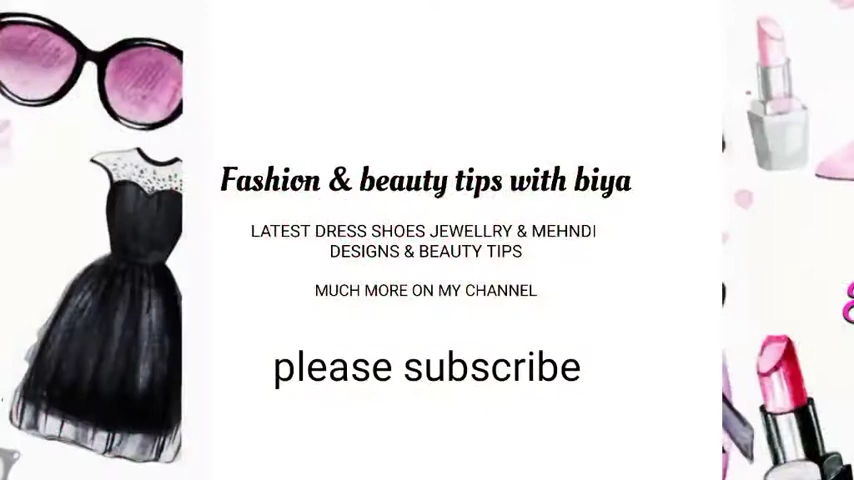 Fashion & beauty tips with biya
LATEST DRESS SHOES JEWELLRY & MEHNDI
DESIGNS & BEAUTY TIPS
MUCH MORE ON MY CHANNEL
please subscribe